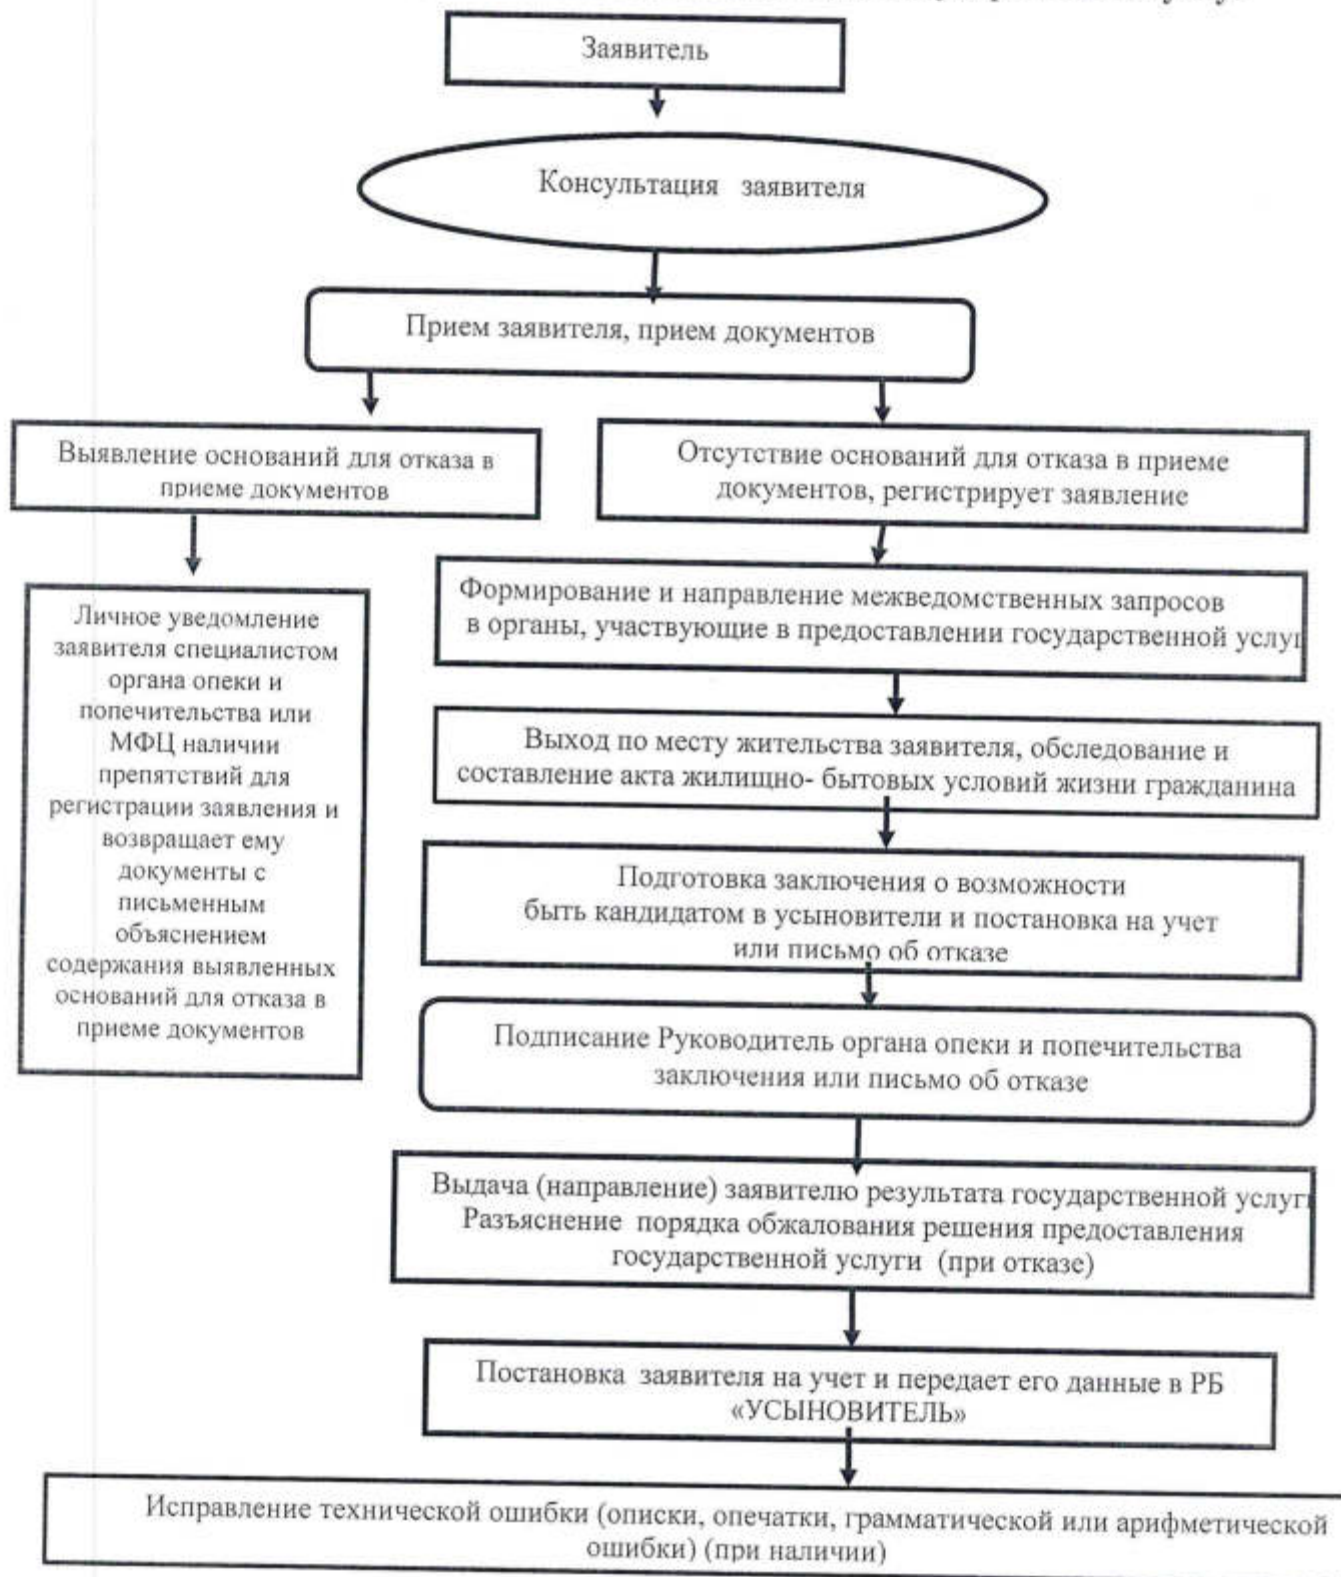 Заявитель
Консультация заявителя
Прием заявителя, прием документов
Выявление оснований для отказа в
приеме документов
Отсутствие оснований для отказа в приеме
документов, регистрирует заявление
Личное уведомление
заявителя специалистом
органа опеки и
попечительства или
МФЦ наличии
препятствий для
регистрации заявления и
возвращает ему
документы с
письменным
объяснением
содержания выявленных
оснований для отказа в
приеме документов
Формирование и направление межведомственных запросов
в органы, участвующие в предоставлении государственной услуг
Выход по месту жительства заявителя, обследование и
составление акта жилищно- бытовых условий жизни гражданина
Подготовка заключения о возможности
быть кандидатом в усыновители и постановка на учет
или письмо об отказе
Подписание Руководитель органа опеки и попечительства
заключения или письмо об отказе
Выдача (направление) заявителю результата государственной услуг
Разъяснение порядка обжалования решения предоставления
государственной услуги (при отказе)
Постановка заявителя на учет и передает его данные в РБ
«УСЫНОВИТЕЛЬ»
Исправление технической ошибки (описки, опечатки, грамматической или арифметической
ошибки) (при наличии)